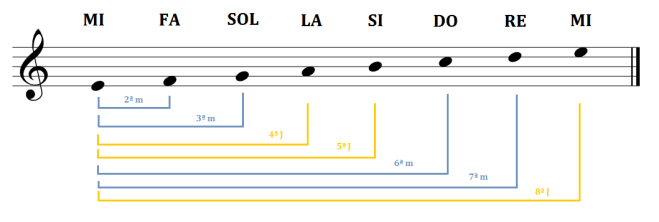 MI FA SOL LA SI DO RE MI
2ª m
3ª m
4ª J
5ª J
6ª m
7ª m
8ª J